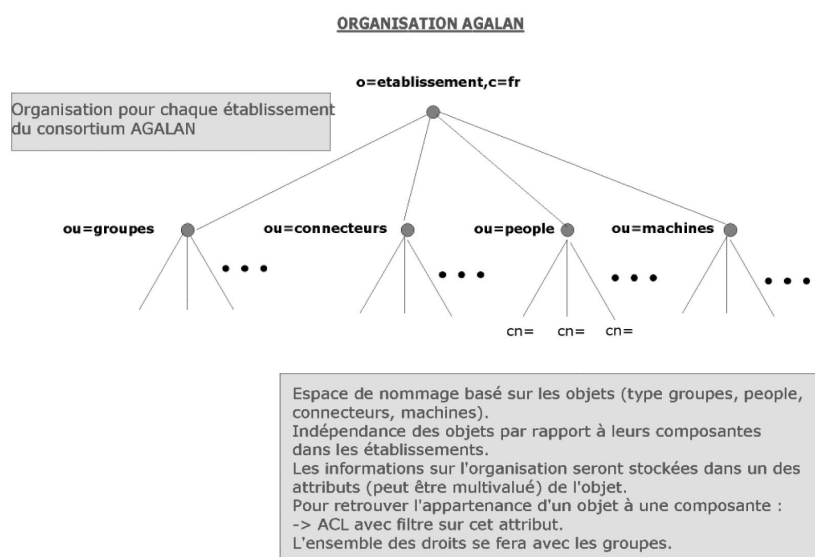 ORGANISATION AGALAN
o=etablissement,c=fr
Organisation pour chaque établissement
du consortium AGALAN
ou=groupes
ou=connecteurs
ou=people
ou=machines
cn=
cn=
cn=
Espace de nommage basé sur les objets (type groupes, people,
connecteurs, machines).
Indépendance des objets par rapport à leurs composantes
dans les établissements.
Les informations sur l'organisation seront stockées dans un des
attributs (peut être multivalué) de l'objet.
Pour retrouver l'appartenance d'un objet à une composante :
-> ACL avec filtre sur cet attribut.
L'ensemble des droits se fera avec les groupes.